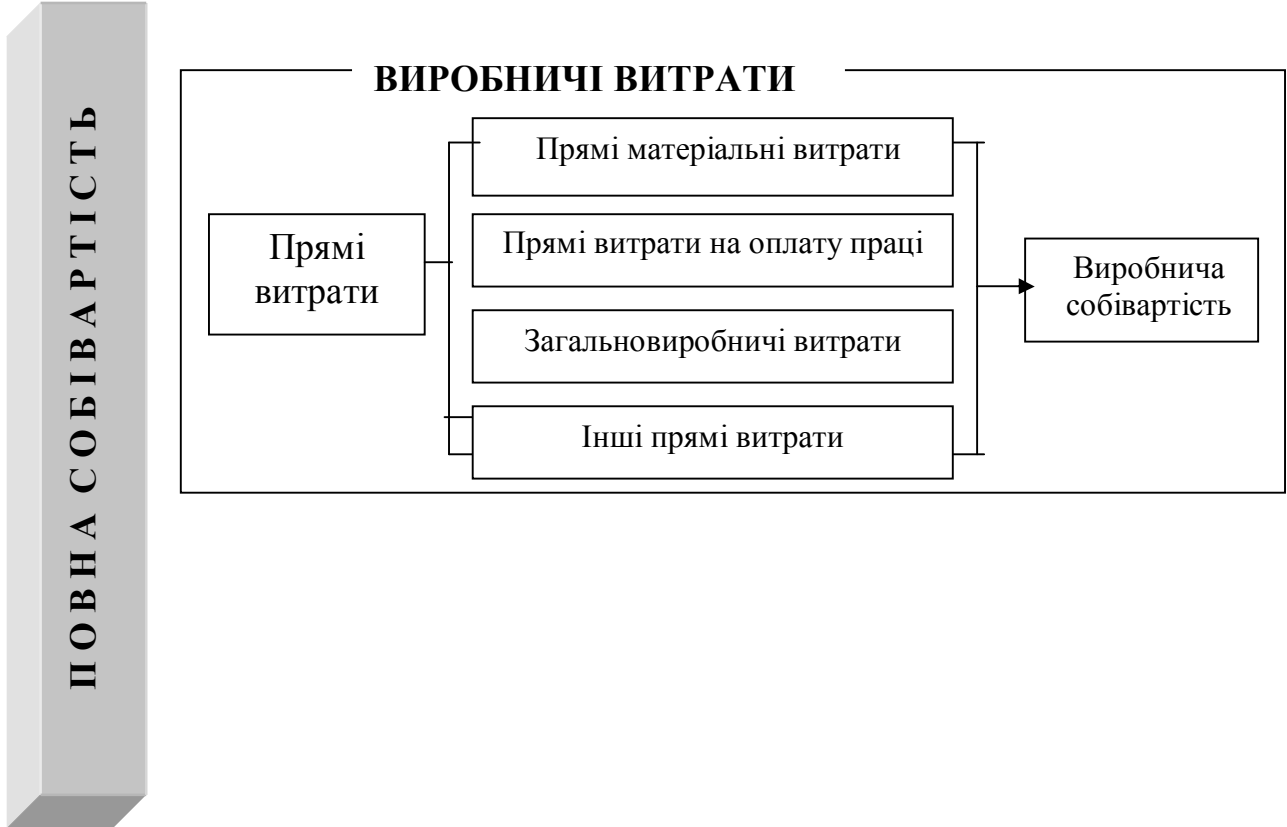 ПОВНА СОБІВАРТІСТЬ
ВИРОБНИЧІ ВИТРАТИ
Прямі
витрати
Прямі матеріальні витрати
Прямі витрати на оплату праці
Загальновиробничі витрати
Інші прямі витрати
Виробнича
собівартість